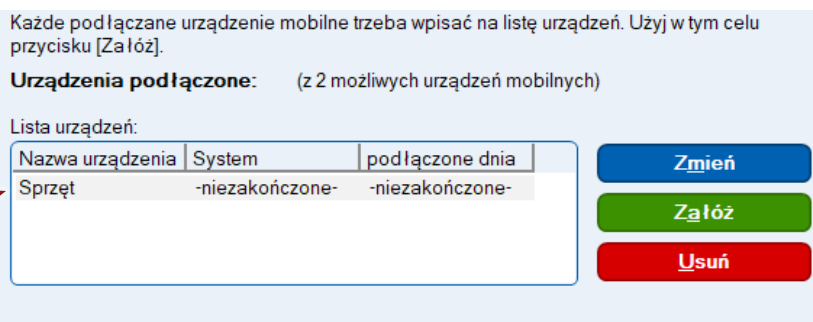 Każde podłączane urządzenie mobilne trzeba wpisać na listę urządzeń. Użyj w tym celu
przycisku [Załóż].
Urządzenia podłączone: (z 2 możliwych urządzeń mobilnych)
Lista urządzeń:
Nazwa urządzenia System podłączone dnia
Zmień
Sprzęt -niezakończone- -niezakończone-
Załóż
Usuń